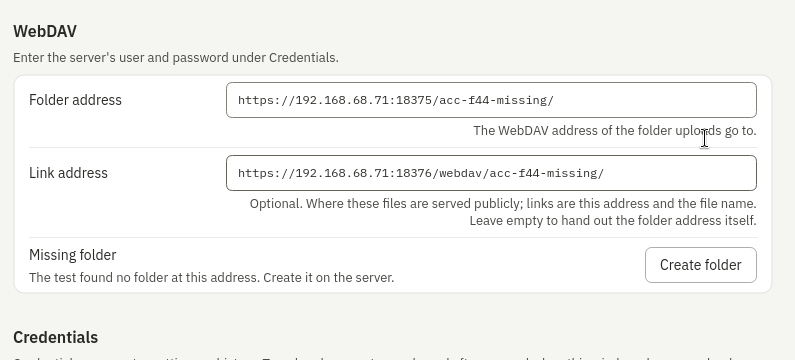 WebDAV
Enter the server's user and password under Credentials.
Folder address
https://192.168.68.71:18375/acc-f44-missing/
The WebDAV address of the folder uploads go to.
Link address
https://192.168.68.71:18376/webdav/acc-f44-missing/
Optional. Where these files are served publicly; links are this address and the file name.
Leave empty to hand out the folder address itself.
Missing folder
The test found no folder at this address. Create it on the server.
Create folder
Credentials